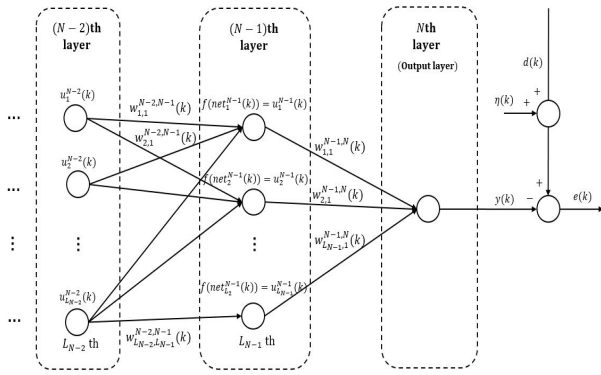 (N − 2)th
layer
(N − 1)th
layer
Nth
layer
(Output layer)
d(k)
η(k)
+
+
+
−
y(k)
e(k)
...
u_1^{N−2}(k)
w_{1,1}^{N−2,N−1}(k)
w_{2,1}^{N−2,N−1}(k)
f(net_1^{N−1}(k)) = u_1^{N−1}(k)
w_{1,1}^{N−1,N}(k)
...
u_2^{N−2}(k)
f(net_2^{N−1}(k)) = u_2^{N−1}(k)
w_{2,1}^{N−1,N}(k)
⋮
⋮
⋮
w_{L_{N−1},1}^{N−1,N}(k)
...
u_{L_{N−2}}^{N−2}(k)
f(net_{L_2}^{N−1}(k)) = u_{L_{N−1}}^{N−1}(k)
w_{L_{N−2},L_{N−1}}^{N−2,N−1}(k)
L_{N−2} th
L_{N−1} th